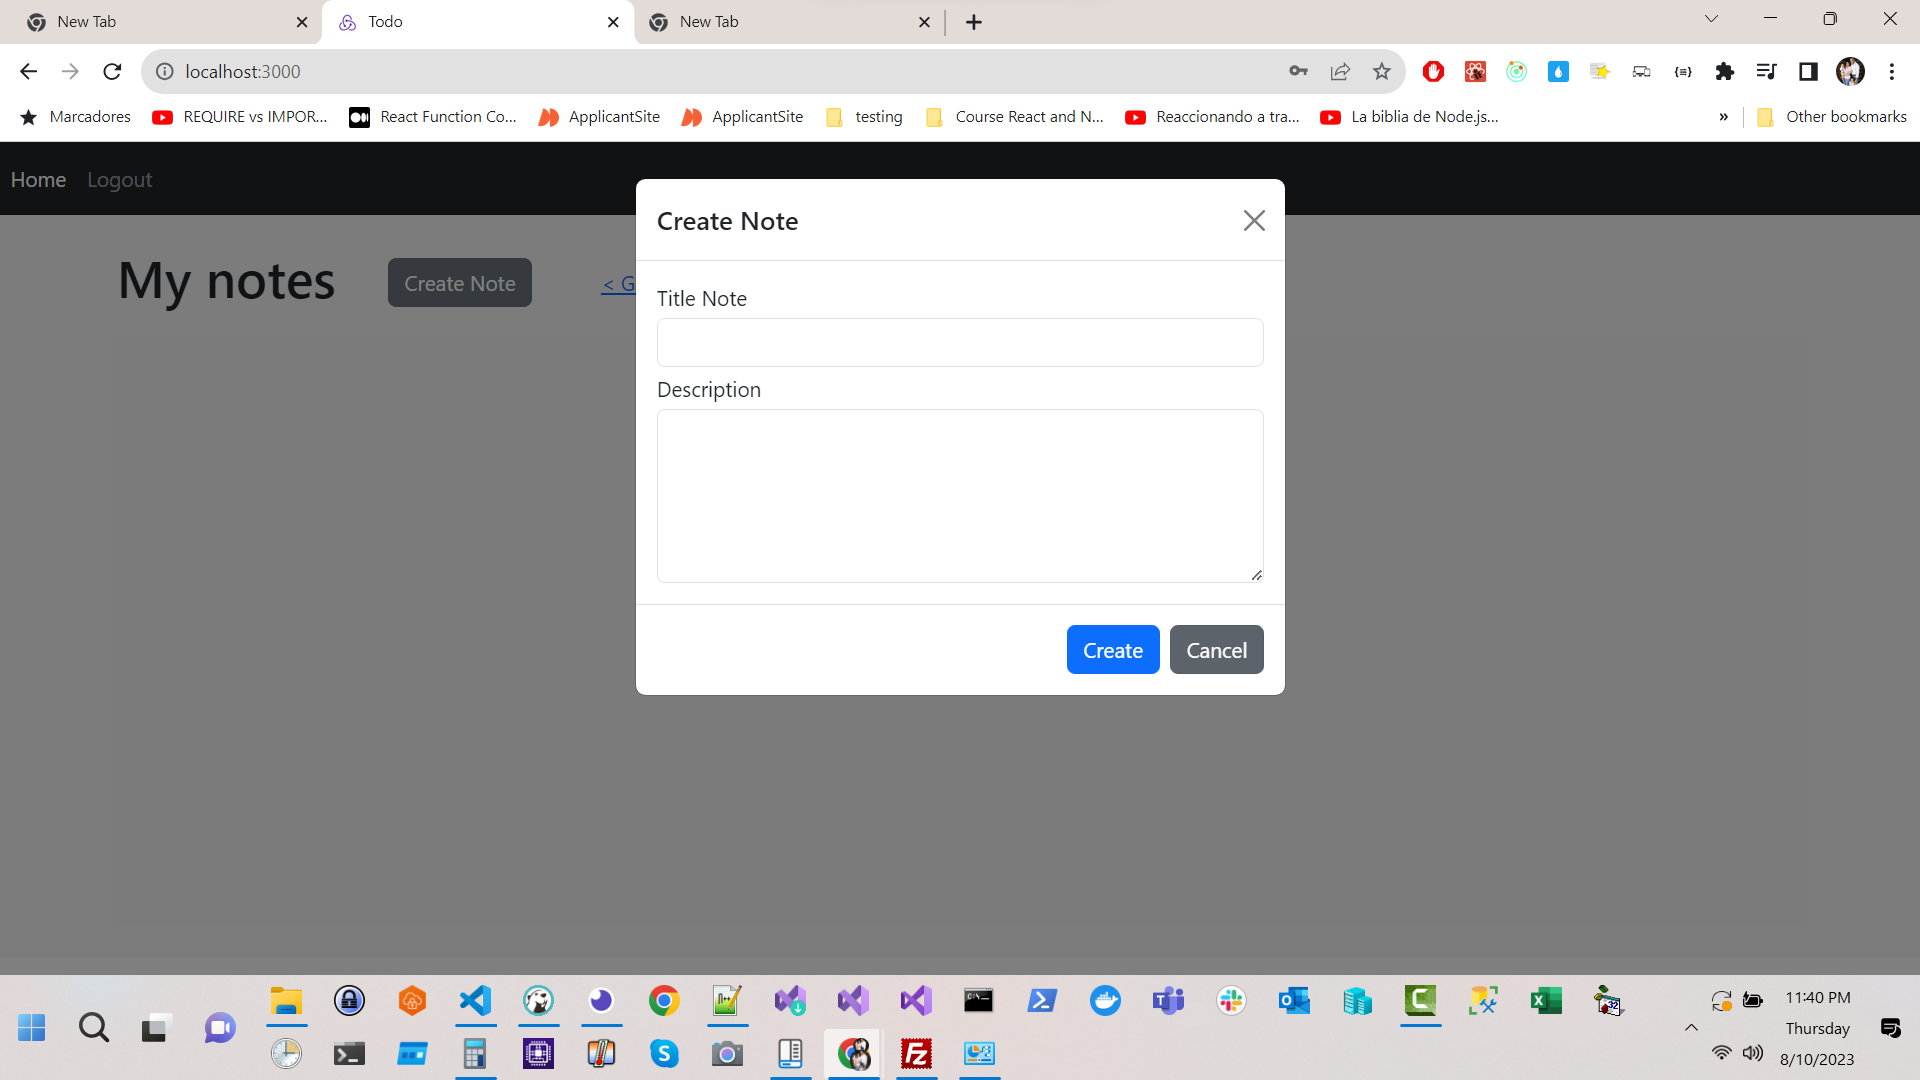 New Tab
Todo
New Tab
localhost:3000
Marcadores
REQUIRE vs IMPOR...
React Function Co...
ApplicantSite
ApplicantSite
testing
Course React and N...
Reaccionando a tra...
La biblia de Node.js...
»
Other bookmarks
Home
Logout
My notes
Create Note
< G
Create Note
Title Note
Description
Create
Cancel
11:40 PM
Thursday
8/10/2023